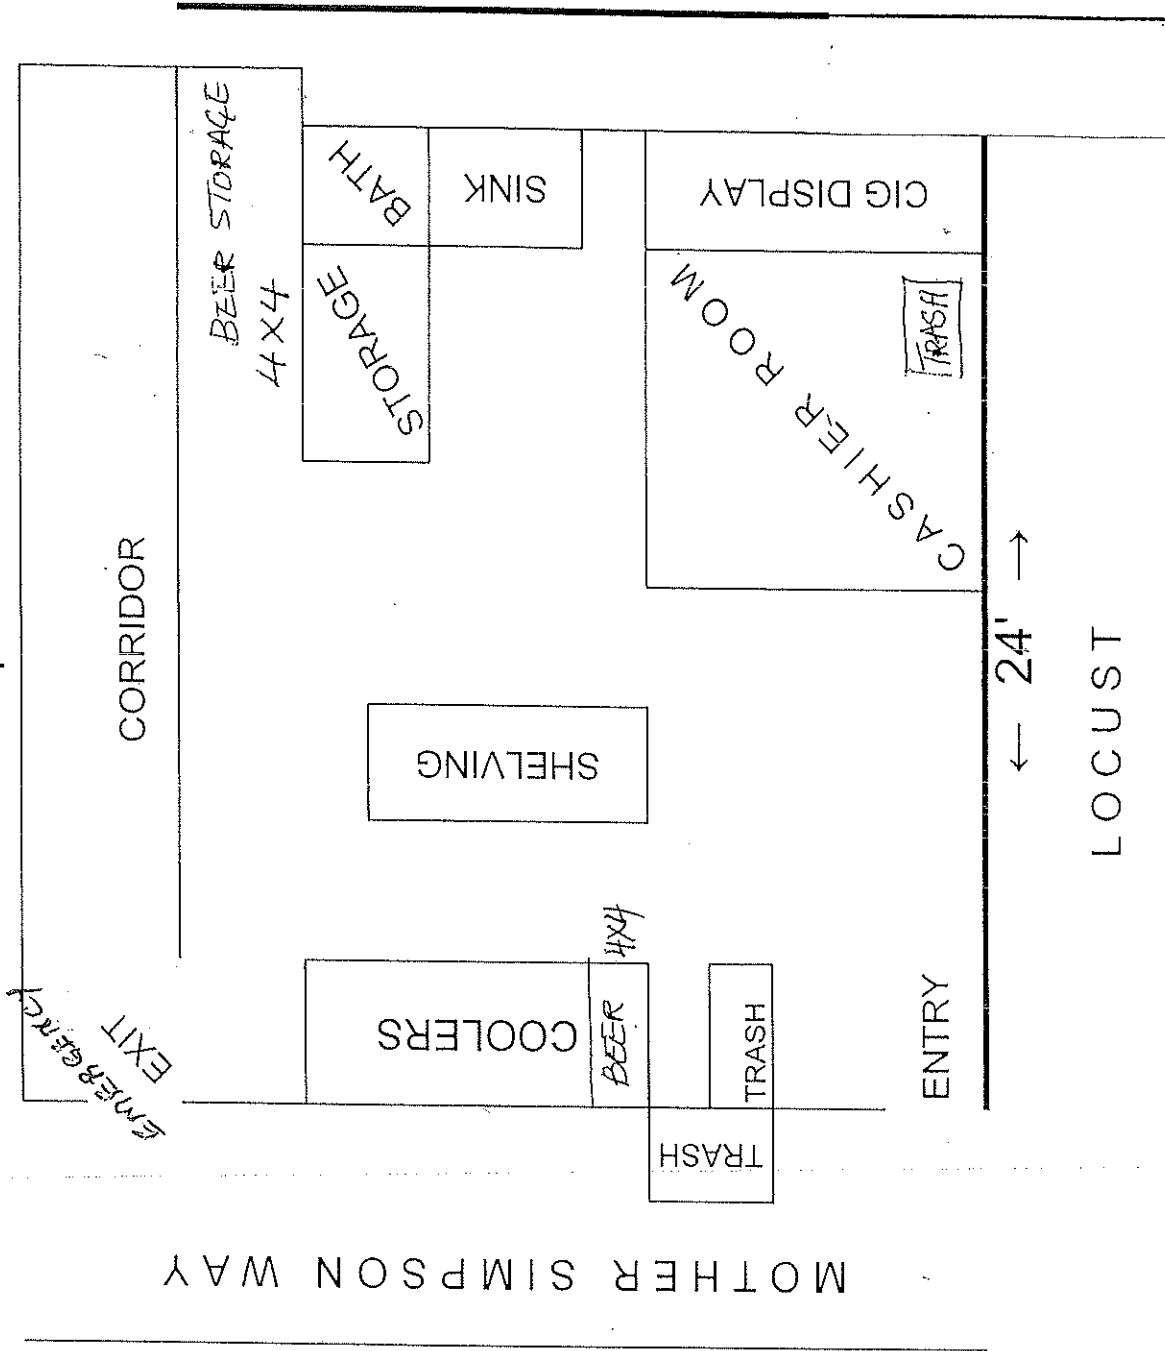 CORRIDOR
EMERGENCY
EXIT
BEER STORAGE
4X4
BATH
SINK
STORAGE
CIG DISPLAY
CASHIER ROOM
TRASH
SHELVING
COOLERS
BEER 4X4
TRASH
TRASH
ENTRY
← 24' →
LOCUST
MOTHER SIMPSON WAY